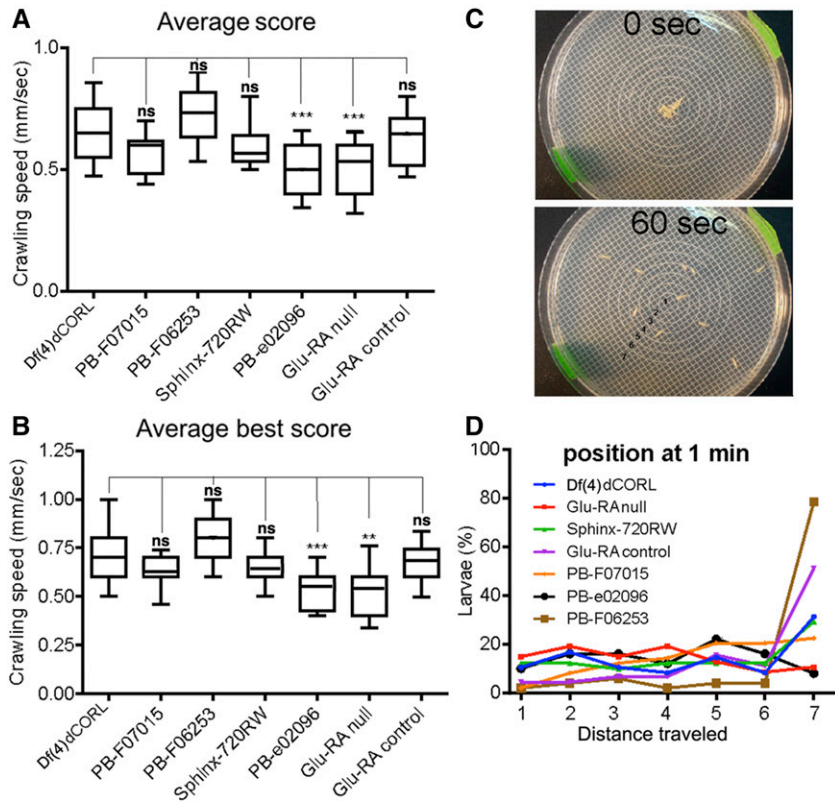 A
Average score
Crawling speed (mm/sec)
1.0
0.5
0.0
ns
ns
ns
***
***
ns
Df(4)dCORL
PB-F07015
PB-F06253
Sphinx-720RW
PB-e02096
Glu-RA null
Glu-RA control
B
Average best score
Crawling speed (mm/sec)
1.25
1.00
0.75
0.50
0.25
0.00
ns
ns
ns
***
**
ns
Df(4)dCORL
PB-F07015
PB-F06253
Sphinx-720RW
PB-e02096
Glu-RA null
Glu-RA control
C
0 sec
60 sec
D
position at 1 min
Larvae (%)
100
80
60
40
20
0
Df(4)dCORL
Glu-RAnull
Sphinx-720RW
Glu-RAcontrol
PB-F07015
PB-e02096
PB-F06253
1 2 3 4 5 6 7
Distance traveled